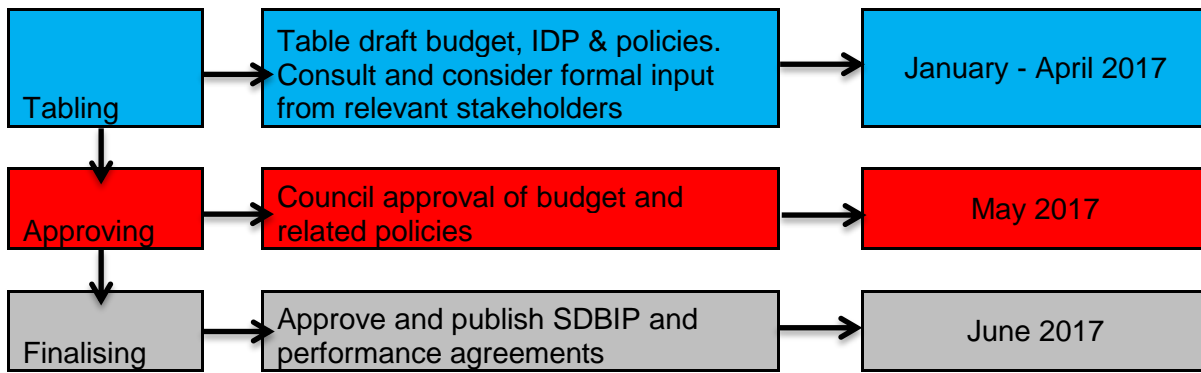 Tabling
Table draft budget, IDP & policies.
Consult and consider formal input
from relevant stakeholders
January - April 2017
Approving
Council approval of budget and
related policies
May 2017
Finalising
Approve and publish SDBIP and
performance agreements
June 2017